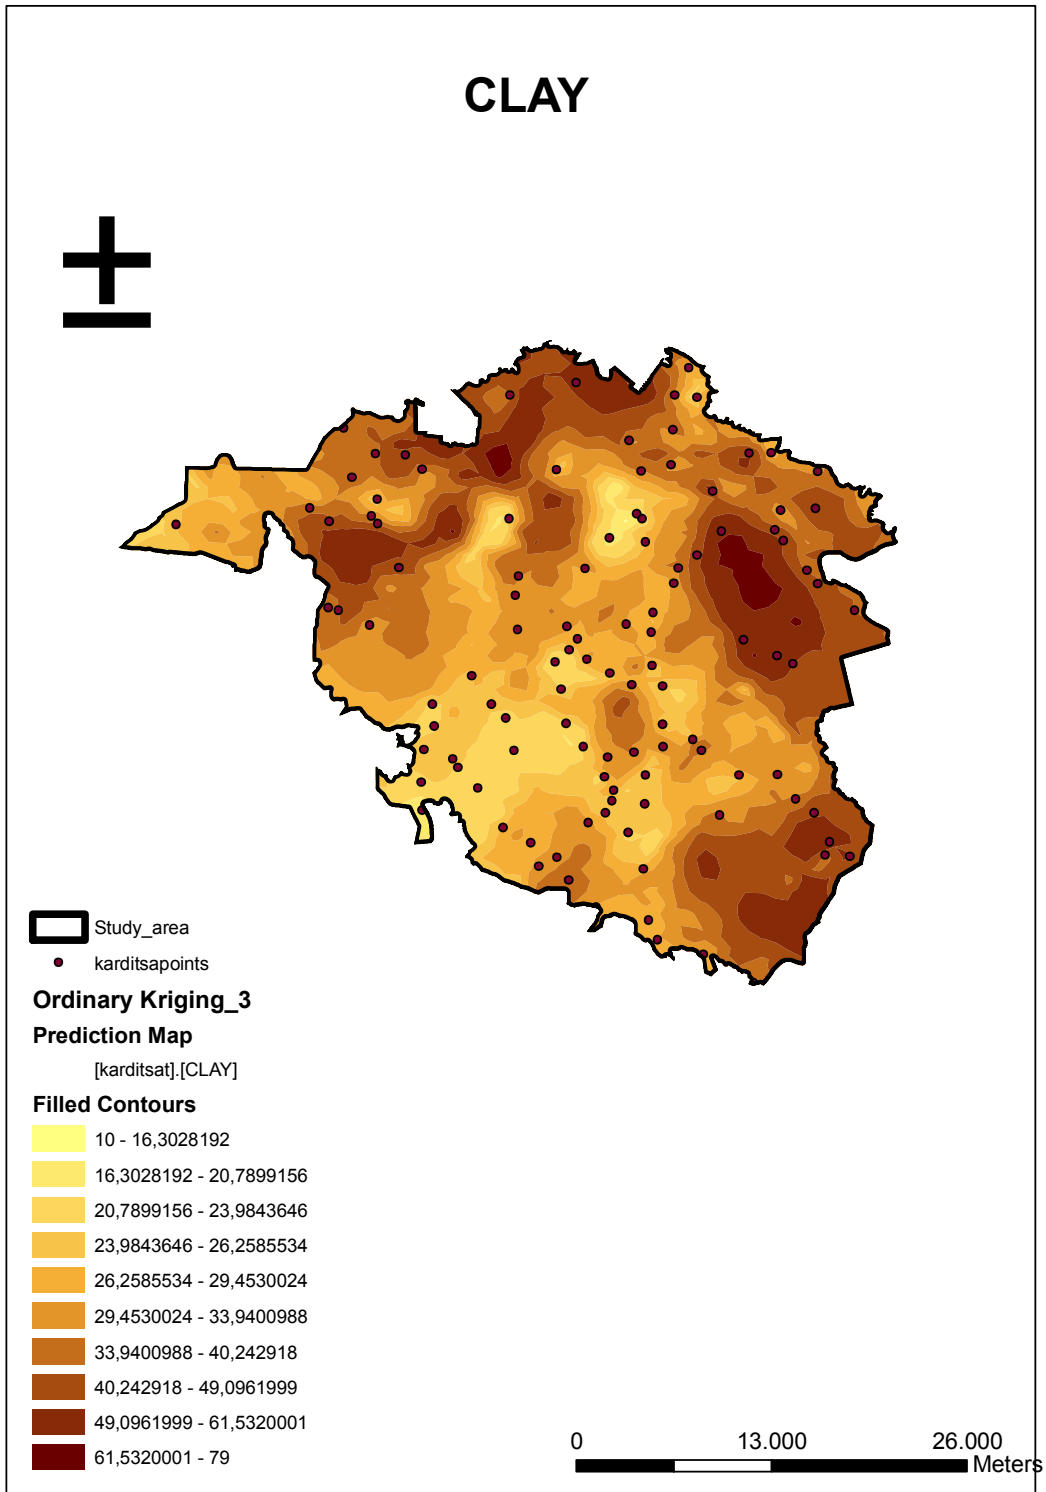 CLAY
Study_area
karditsapoints
Ordinary Kriging_3
Prediction Map
[karditsat].[CLAY]
Filled Contours
10 - 16,3028192
16,3028192 - 20,7899156
20,7899156 - 23,9843646
23,9843646 - 26,2585534
26,2585534 - 29,4530024
29,4530024 - 33,9400988
33,9400988 - 40,242918
40,242918 - 49,0961999
49,0961999 - 61,5320001
61,5320001 - 79
0 13.000 26.000
Meters